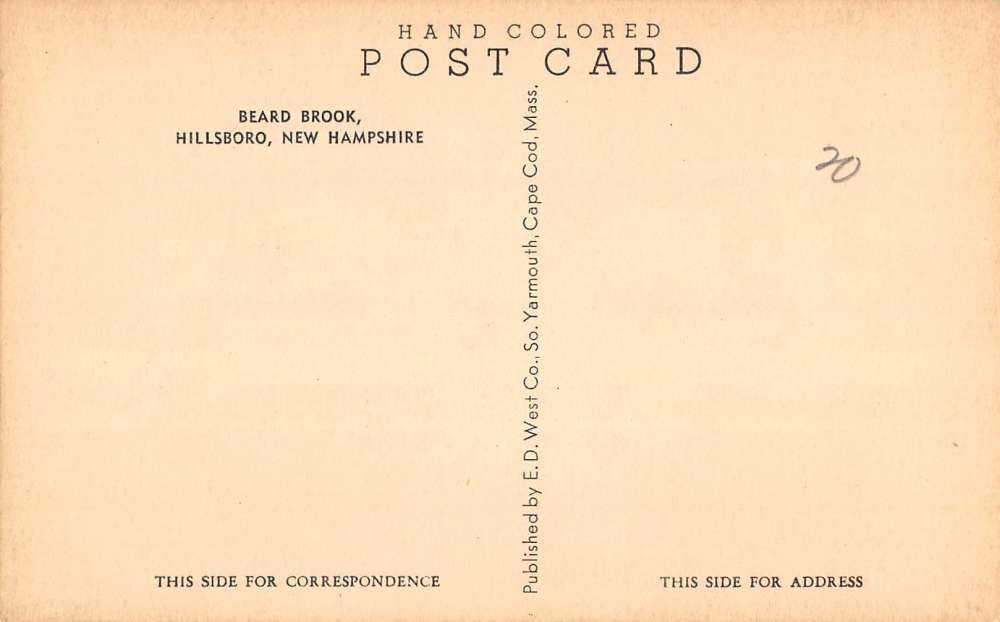 HAND COLORED
POST CARD
BEARD BROOK,
HILLSBORO, NEW HAMPSHIRE
20
Published by E. D. West Co., So. Yarmouth, Cape Cod, Mass.
THIS SIDE FOR CORRESPONDENCE
THIS SIDE FOR ADDRESS